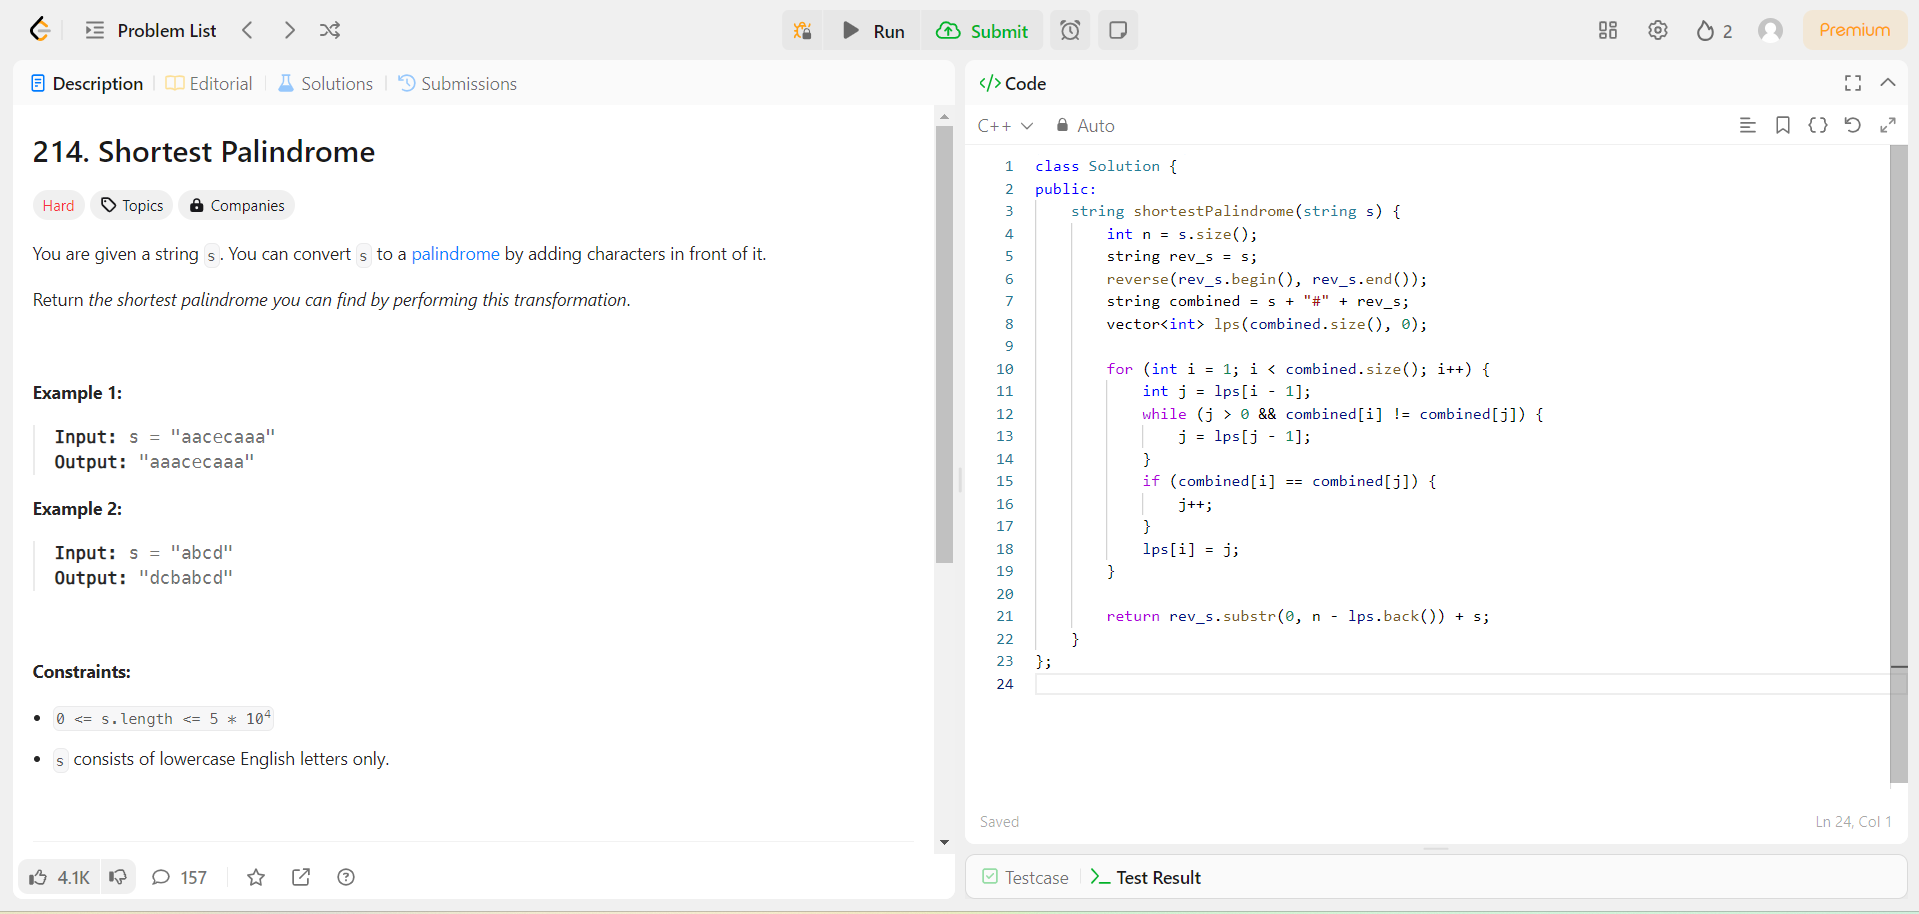 Problem List
Run
Submit
2
Premium
Description
Editorial
Solutions
Submissions
214. Shortest Palindrome
Hard
Topics
Companies
You are given a string s. You can convert s to a palindrome by adding characters in front of it.
Return the shortest palindrome you can find by performing this transformation.
Example 1:
Input: s = "aacecaaa"
Output: "aaacecaaa"
Example 2:
Input: s = "abcd"
Output: "dcbabcd"
Constraints:
• 0 <= s.length <= 5 * 10⁴
• s consists of lowercase English letters only.
4.1K
157
</> Code
C++
Auto
1 class Solution {
2 public:
3     string shortestPalindrome(string s) {
4         int n = s.size();
5         string rev_s = s;
6         reverse(rev_s.begin(), rev_s.end());
7         string combined = s + "#" + rev_s;
8         vector<int> lps(combined.size(), 0);
9
10         for (int i = 1; i < combined.size(); i++) {
11             int j = lps[i - 1];
12             while (j > 0 && combined[i] != combined[j]) {
13                 j = lps[j - 1];
14             }
15             if (combined[i] == combined[j]) {
16                 j++;
17             }
18             lps[i] = j;
19         }
20
21         return rev_s.substr(0, n - lps.back()) + s;
22     }
23 };
24
Saved
Ln 24, Col 1
Testcase
Test Result